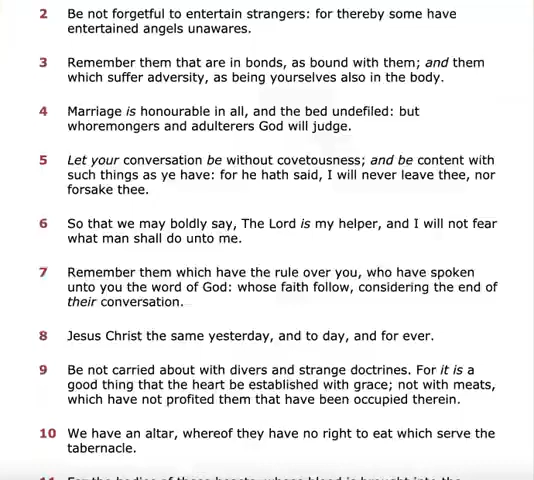 2 Be not forgetful to entertain strangers: for thereby some have
entertained angels unawares.
3 Remember them that are in bonds, as bound with them; and them
which suffer adversity, as being yourselves also in the body.
4 Marriage is honourable in all, and the bed undefiled: but
whoremongers and adulterers God will judge.
5 Let your conversation be without covetousness; and be content with
such things as ye have: for he hath said, I will never leave thee, nor
forsake thee.
6 So that we may boldly say, The Lord is my helper, and I will not fear
what man shall do unto me.
7 Remember them which have the rule over you, who have spoken
unto you the word of God: whose faith follow, considering the end of
their conversation.
8 Jesus Christ the same yesterday, and to day, and for ever.
9 Be not carried about with divers and strange doctrines. For it is a
good thing that the heart be established with grace; not with meats,
which have not profited them that have been occupied therein.
10 We have an altar, whereof they have no right to eat which serve the
tabernacle.